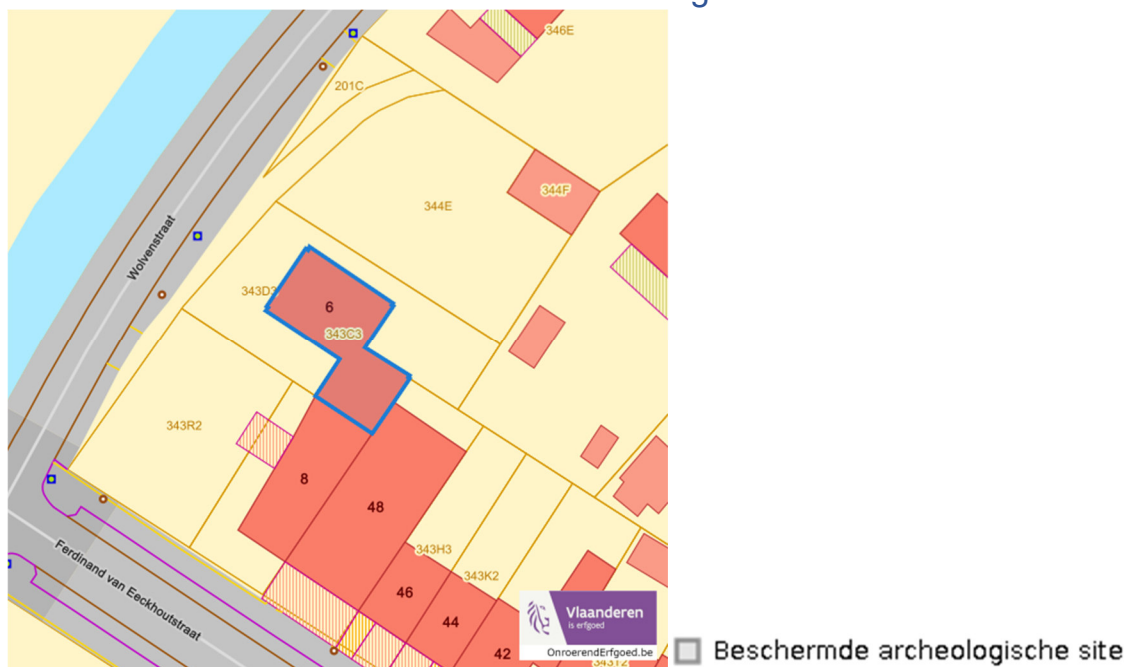 346E
201C
344F
344E
Wolvenstraat
343D3
6
343C3
343R2
8
48
343H3
343K2
46
44
42
Ferdinand van Eeckhoutstraat
Vlaanderen
is erfgoed
OnroerendErfgoed.be
Beschermde archeologische site